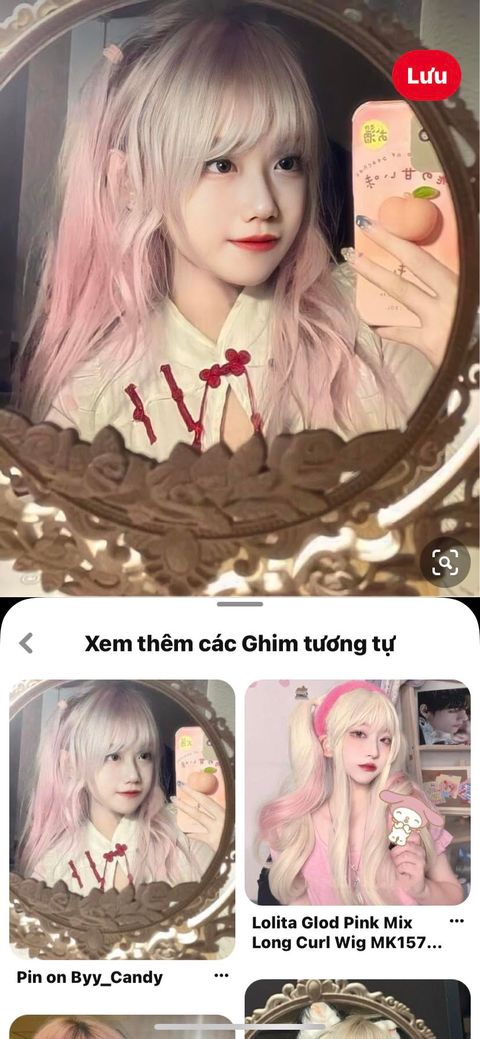 Lưu
Xem thêm các Ghim tương tự
Pin on Byy_Candy
Lolita Glod Pink Mix
Long Curl Wig MK157...